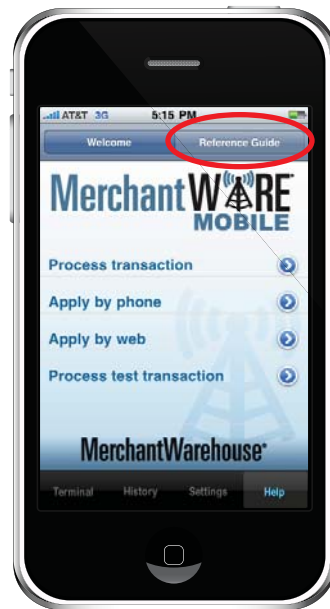 AT&T 3G 5:15 PM
Welcome Reference Guide
MerchantWARE
MOBILE
Process transaction
Apply by phone
Apply by web
Process test transaction
MerchantWarehouse
Terminal History Settings Help